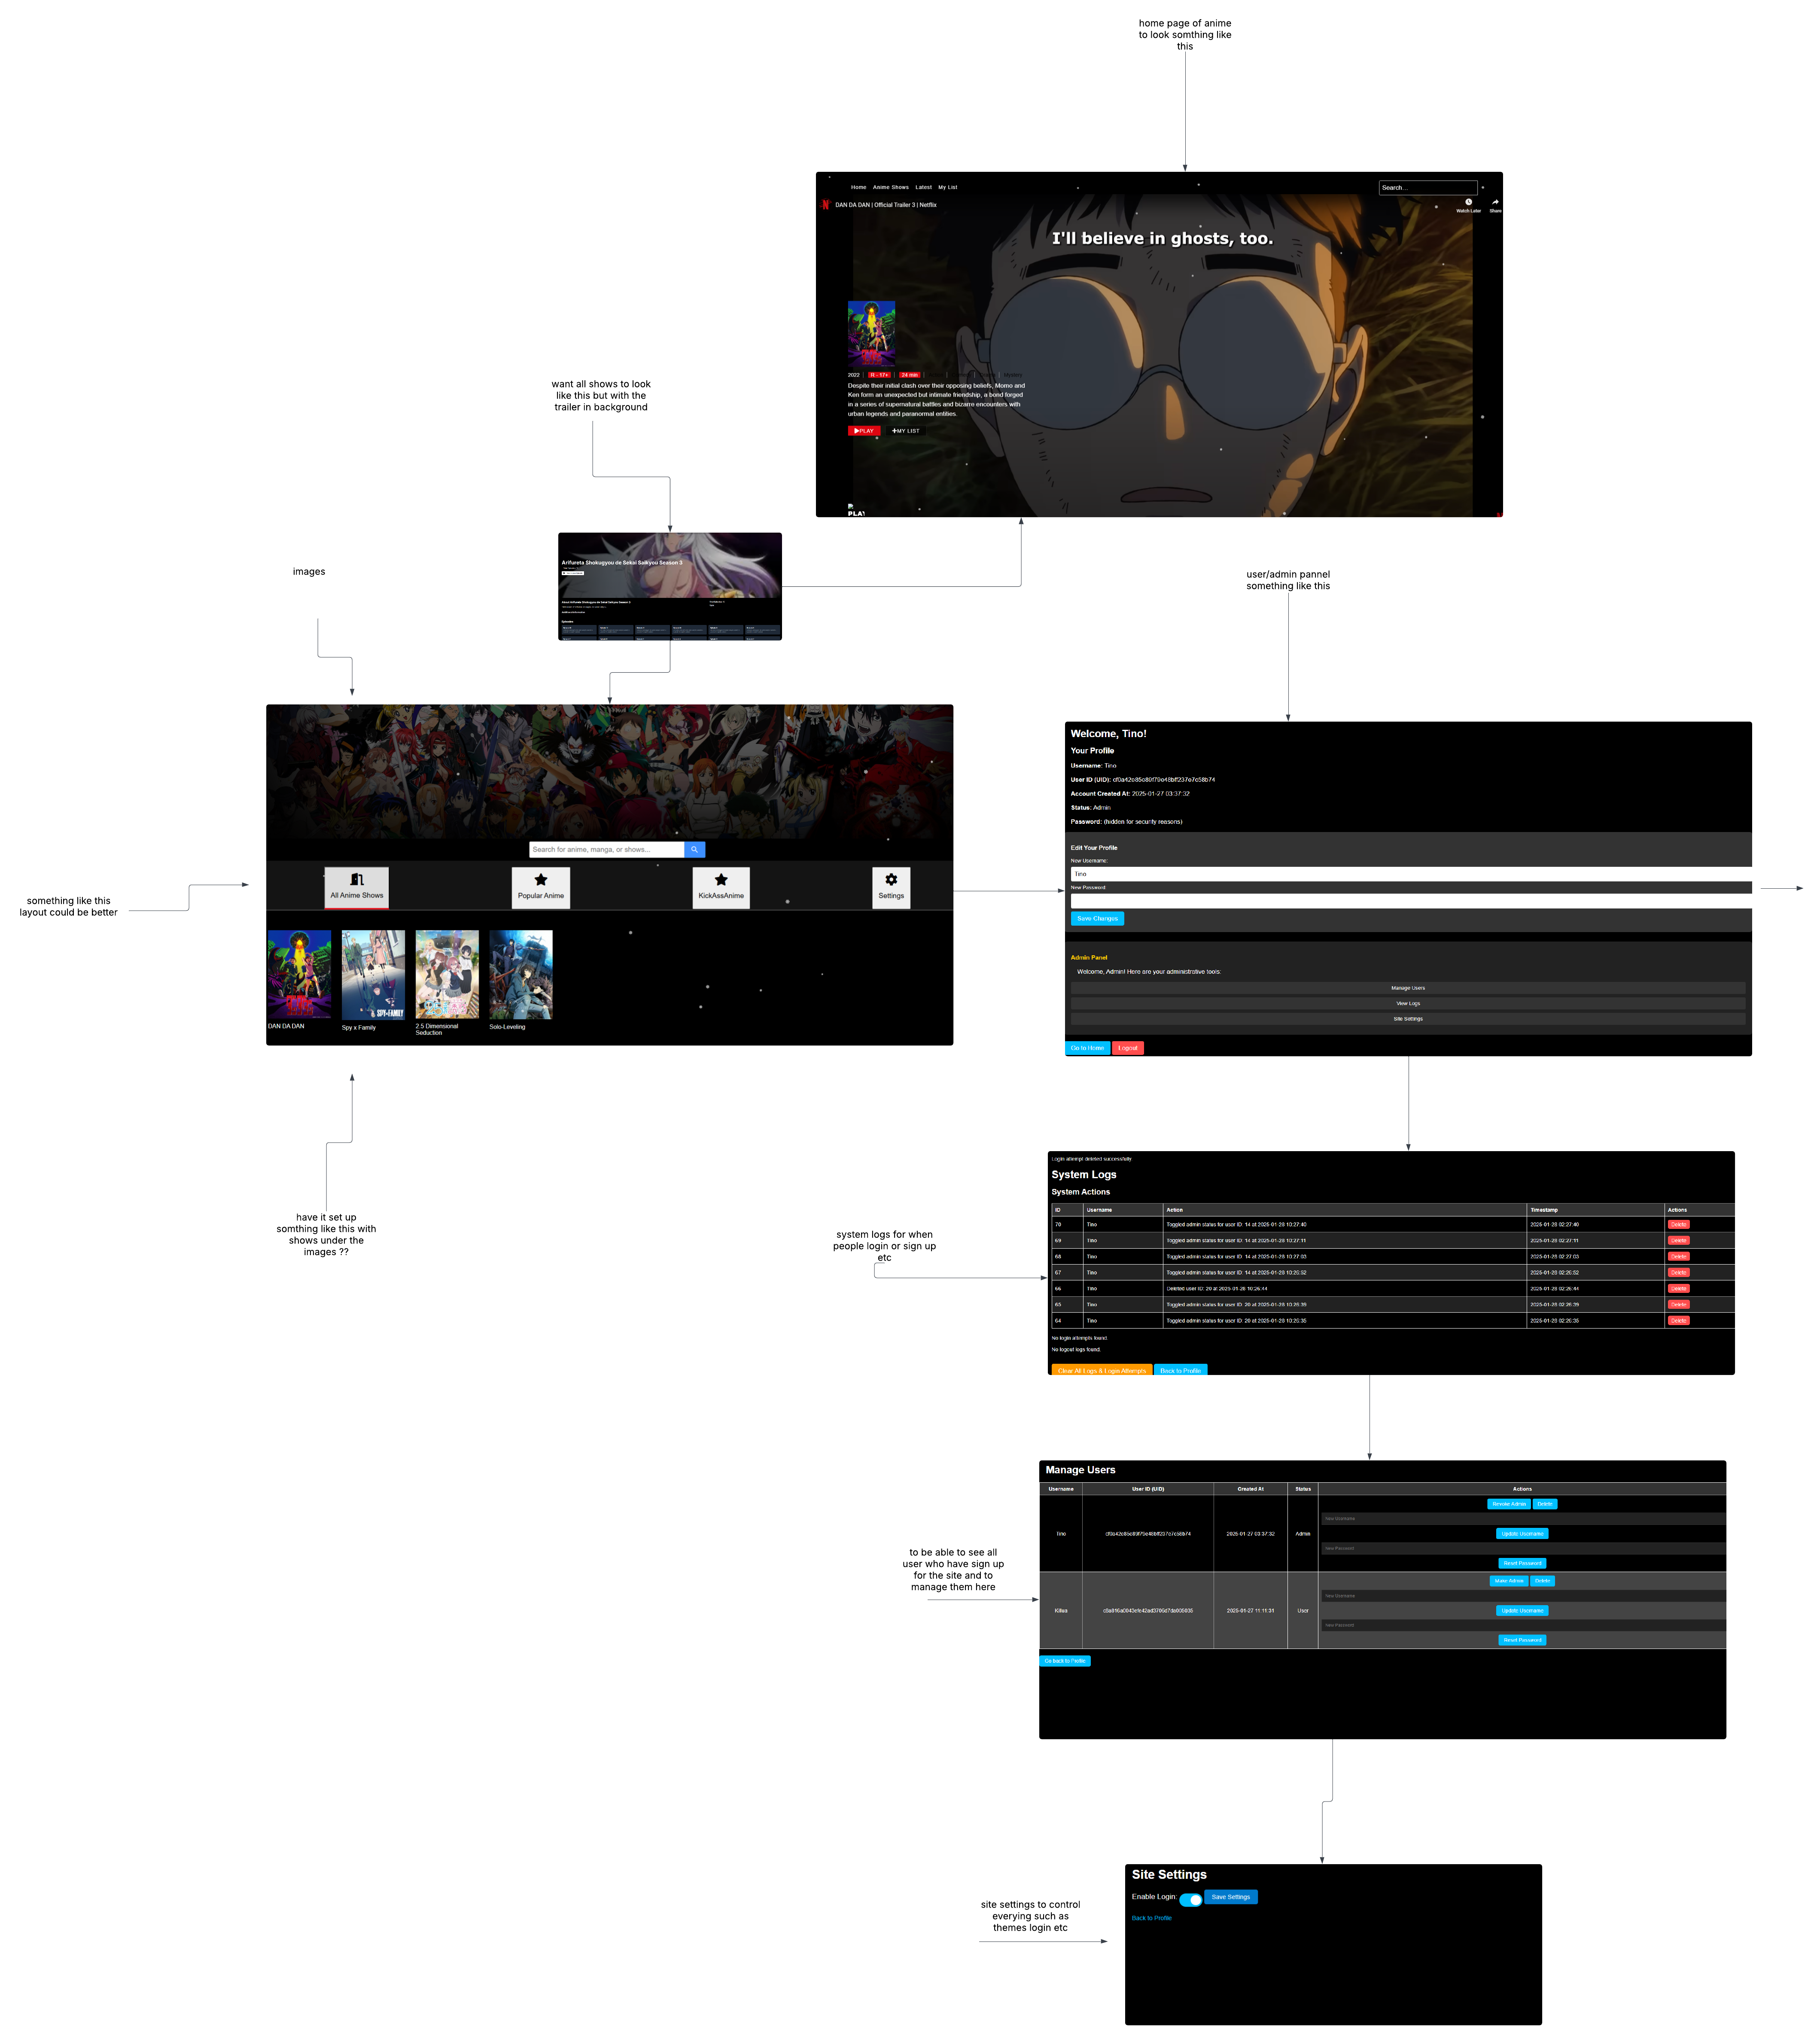 home page of anime
to look somthing like
this
Home Anime Shows Latest My List
Search...
DAN DA DAN | Official Trailer 3 | Netflix
Watch Later Share
I'll believe in ghosts, too.
2022 R - 17+ 24 min
Despite their initial clash over their opposing beliefs, Momo and
Ken form an unexpected but intimate friendship, a bond forged
in a series of supernatural battles and bizarre encounters with
urban legends and paranormal entities.
PLAY MY LIST
want all shows to look
like this but with the
trailer in background
Arifureta Shokugyou de Sekai Saikyou Season 3
Episodes
images
user/admin pannel
something like this
Search for anime, manga, or shows...
All Anime Shows
Popular Anime
KickAssAnime
Settings
DAN DA DAN
Spy x Family
2.5 Dimensional
Seduction
Solo-Leveling
something like this
layout could be better
have it set up
somthing like this with
shows under the
images ??
Welcome, Tino!
Your Profile
Username: Tino
User ID (UID):
Account Created At: 2025-01-27 03:37:32
Status: Admin
Password: (hidden for security reasons)
Edit Your Profile
New Username:
Tino
New Password
Save Changes
Admin Panel
Welcome, Admin! Here are your administrative tools:
Manage Users
View Logs
Site Settings
Go to Home Logout
system logs for when
people login or sign up
etc
Login attempt deleted successfully.
System Logs
System Actions
ID Username Action Timestamp Actions
70 Tino Toggled admin status for user ID: 14 at 2025-01-28 10:27:40 2025-01-28 02:27:40 Delete
69 Tino Toggled admin status for user ID: 14 at 2025-01-28 10:27:11 2025-01-28 02:27:11 Delete
68 Tino Toggled admin status for user ID: 14 at 2025-01-28 10:27:03 2025-01-28 02:27:03 Delete
67 Tino Toggled admin status for user ID: 14 at 2025-01-28 10:26:52 2025-01-28 02:26:52 Delete
66 Tino Deleted user ID: 20 at 2025-01-28 10:26:44 2025-01-28 02:26:44 Delete
65 Tino Toggled admin status for user ID: 20 at 2025-01-28 10:26:39 2025-01-28 02:26:39 Delete
64 Tino Toggled admin status for user ID: 20 at 2025-01-28 10:26:35 2025-01-28 02:26:35 Delete
No login attempts found.
No logout logs found.
Clear All Logs & Login Attempts Back to Profile
to be able to see all
user who have sign up
for the site and to
manage them here
Manage Users
Username User ID (UID) Created At Status Actions
Revoke Admin Delete
New Username
Tino 2025-01-27 03:37:32 Admin Update Username
New Password
Reset Password
Make Admin Delete
New Username
2025-01-27 11:11:31 User Update Username
New Password
Reset Password
Go back to Profile
site settings to control
everying such as
themes login etc
Site Settings
Enable Login: Save Settings
Back to Profile